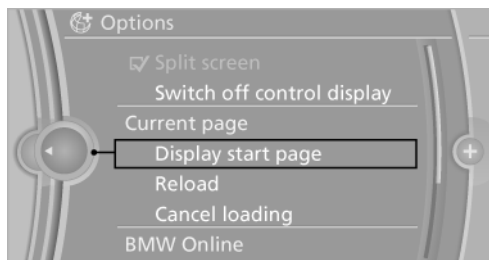 Options
Split screen
Switch off control display
Current page
Display start page
Reload
Cancel loading
BMW Online